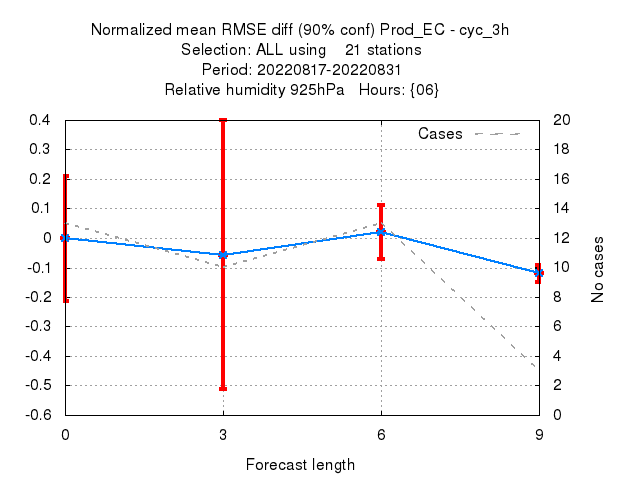 Normalized mean RMSE diff (90% conf) Prod_EC - cyc_3h
Selection: ALL using    21 stations
Period: 20220817-20220831
Relative humidity 925hPa   Hours: {06}
Cases
0.4
0.3
0.2
0.1
0
-0.1
-0.2
-0.3
-0.4
-0.5
-0.6
20
18
16
14
12
10
8
6
4
2
0
No cases
0 3 6 9
Forecast length